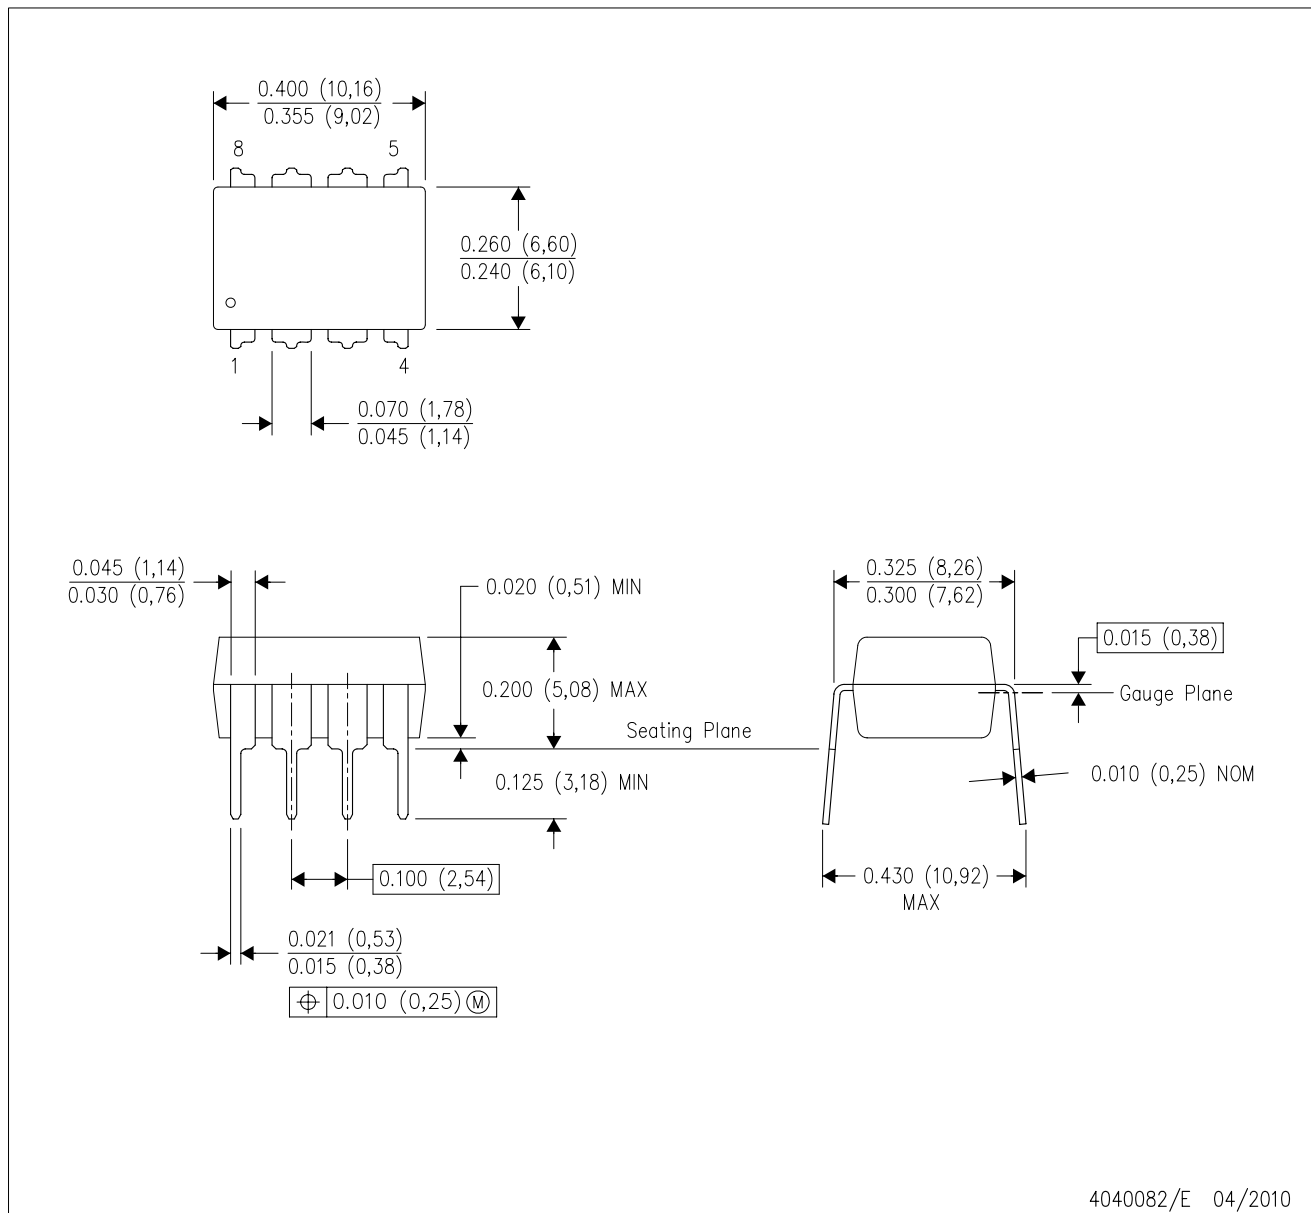 0.400 (10,16)
0.355 (9,02)
8
5
0.260 (6,60)
0.240 (6,10)
1
4
0.070 (1,78)
0.045 (1,14)
0.045 (1,14)
0.030 (0,76)
0.020 (0,51) MIN
0.325 (8,26)
0.300 (7,62)
0.015 (0,38)
0.200 (5,08) MAX
Gauge Plane
Seating Plane
0.125 (3,18) MIN
0.010 (0,25) NOM
0.100 (2,54)
0.430 (10,92)
MAX
0.021 (0,53)
0.015 (0,38)
⌖ 0.010 (0,25) Ⓜ
4040082/E 04/2010